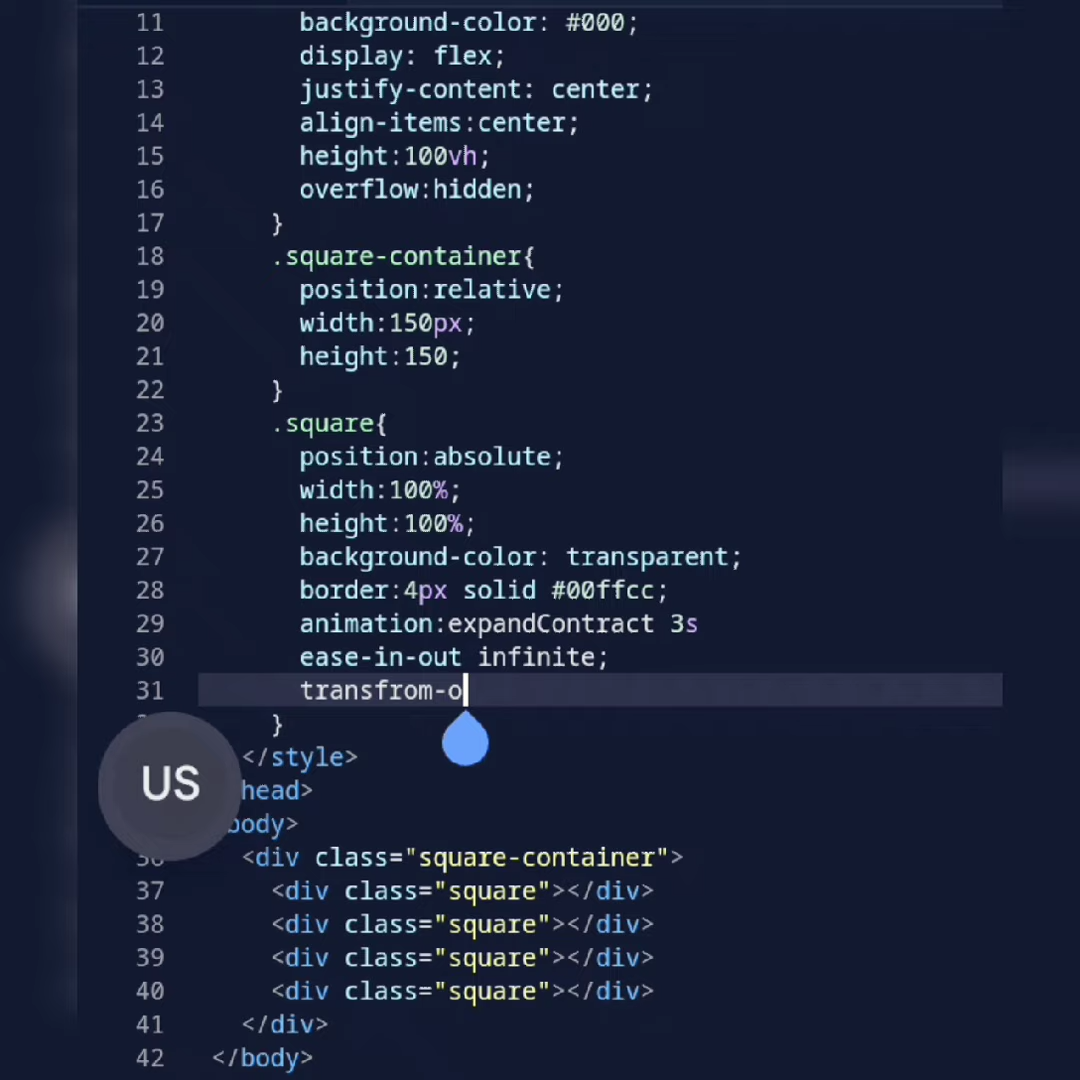 11 background-color: #000;
12 display: flex;
13 justify-content: center;
14 align-items:center;
15 height:100vh;
16 overflow:hidden;
17 }
18 .square-container{
19 position:relative;
20 width:150px;
21 height:150;
22 }
23 .square{
24 position:absolute;
25 width:100%;
26 height:100%;
27 background-color: transparent;
28 border:4px solid #00ffcc;
29 animation:expandContract 3s
30 ease-in-out infinite;
31 transfrom-o
}
</style>
US
head>
body>
<div class="square-container">
37 <div class="square"></div>
38 <div class="square"></div>
39 <div class="square"></div>
40 <div class="square"></div>
41 </div>
42 </body>